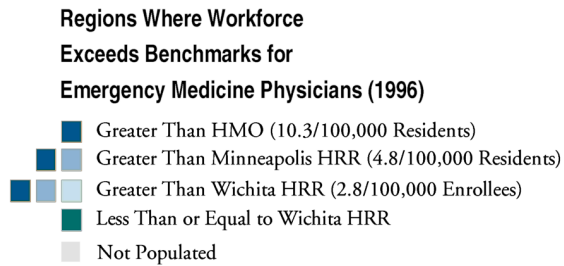 Regions Where Workforce
Exceeds Benchmarks for
Emergency Medicine Physicians (1996)
Greater Than HMO (10.3/100,000 Residents)
Greater Than Minneapolis HRR (4.8/100,000 Residents)
Greater Than Wichita HRR (2.8/100,000 Enrollees)
Less Than or Equal to Wichita HRR
Not Populated